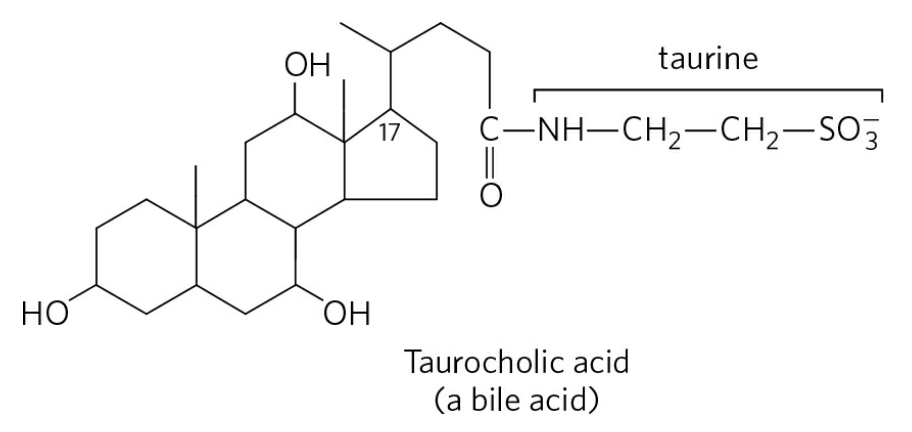 OH
taurine
17
C—NH—CH₂—CH₂—SO₃⁻
O
HO
OH
Taurocholic acid
(a bile acid)